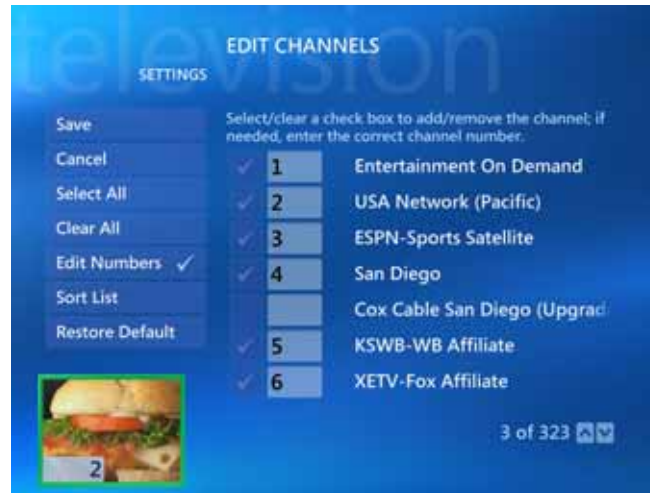 television
EDIT CHANNELS
SETTINGS
Select/clear a check box to add/remove the channel; if
needed, enter the correct channel number.
Save
Cancel
Select All
Clear All
Edit Numbers
Sort List
Restore Default
1 Entertainment On Demand
2 USA Network (Pacific)
3 ESPN-Sports Satellite
4 San Diego
Cox Cable San Diego (Upgrad
5 KSWB-WB Affiliate
6 XETV-Fox Affiliate
3 of 323
2